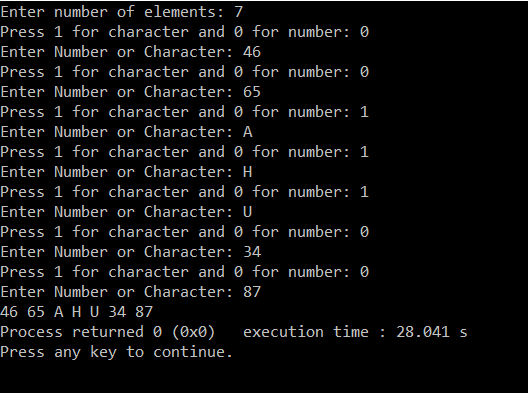 Enter number of elements: 7
Press 1 for character and 0 for number: 0
Enter Number or Character: 46
Press 1 for character and 0 for number: 0
Enter Number or Character: 65
Press 1 for character and 0 for number: 1
Enter Number or Character: A
Press 1 for character and 0 for number: 1
Enter Number or Character: H
Press 1 for character and 0 for number: 1
Enter Number or Character: U
Press 1 for character and 0 for number: 0
Enter Number or Character: 34
Press 1 for character and 0 for number: 0
Enter Number or Character: 87
46 65 A H U 34 87
Process returned 0 (0x0)   execution time : 28.041 s
Press any key to continue.